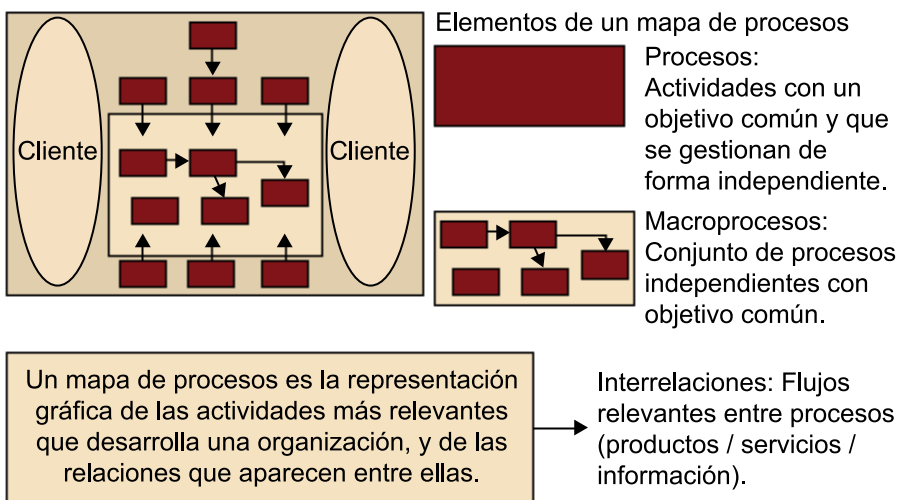 Elementos de un mapa de procesos
Cliente
Cliente
Procesos:
Actividades con un
objetivo común y que
se gestionan de
forma independiente.
Macroprocesos:
Conjunto de procesos
independientes con
objetivo común.
Un mapa de procesos es la representación
gráfica de las actividades más relevantes
que desarrolla una organización, y de las
relaciones que aparecen entre ellas.
Interrelaciones: Flujos
relevantes entre procesos
(productos / servicios /
información).